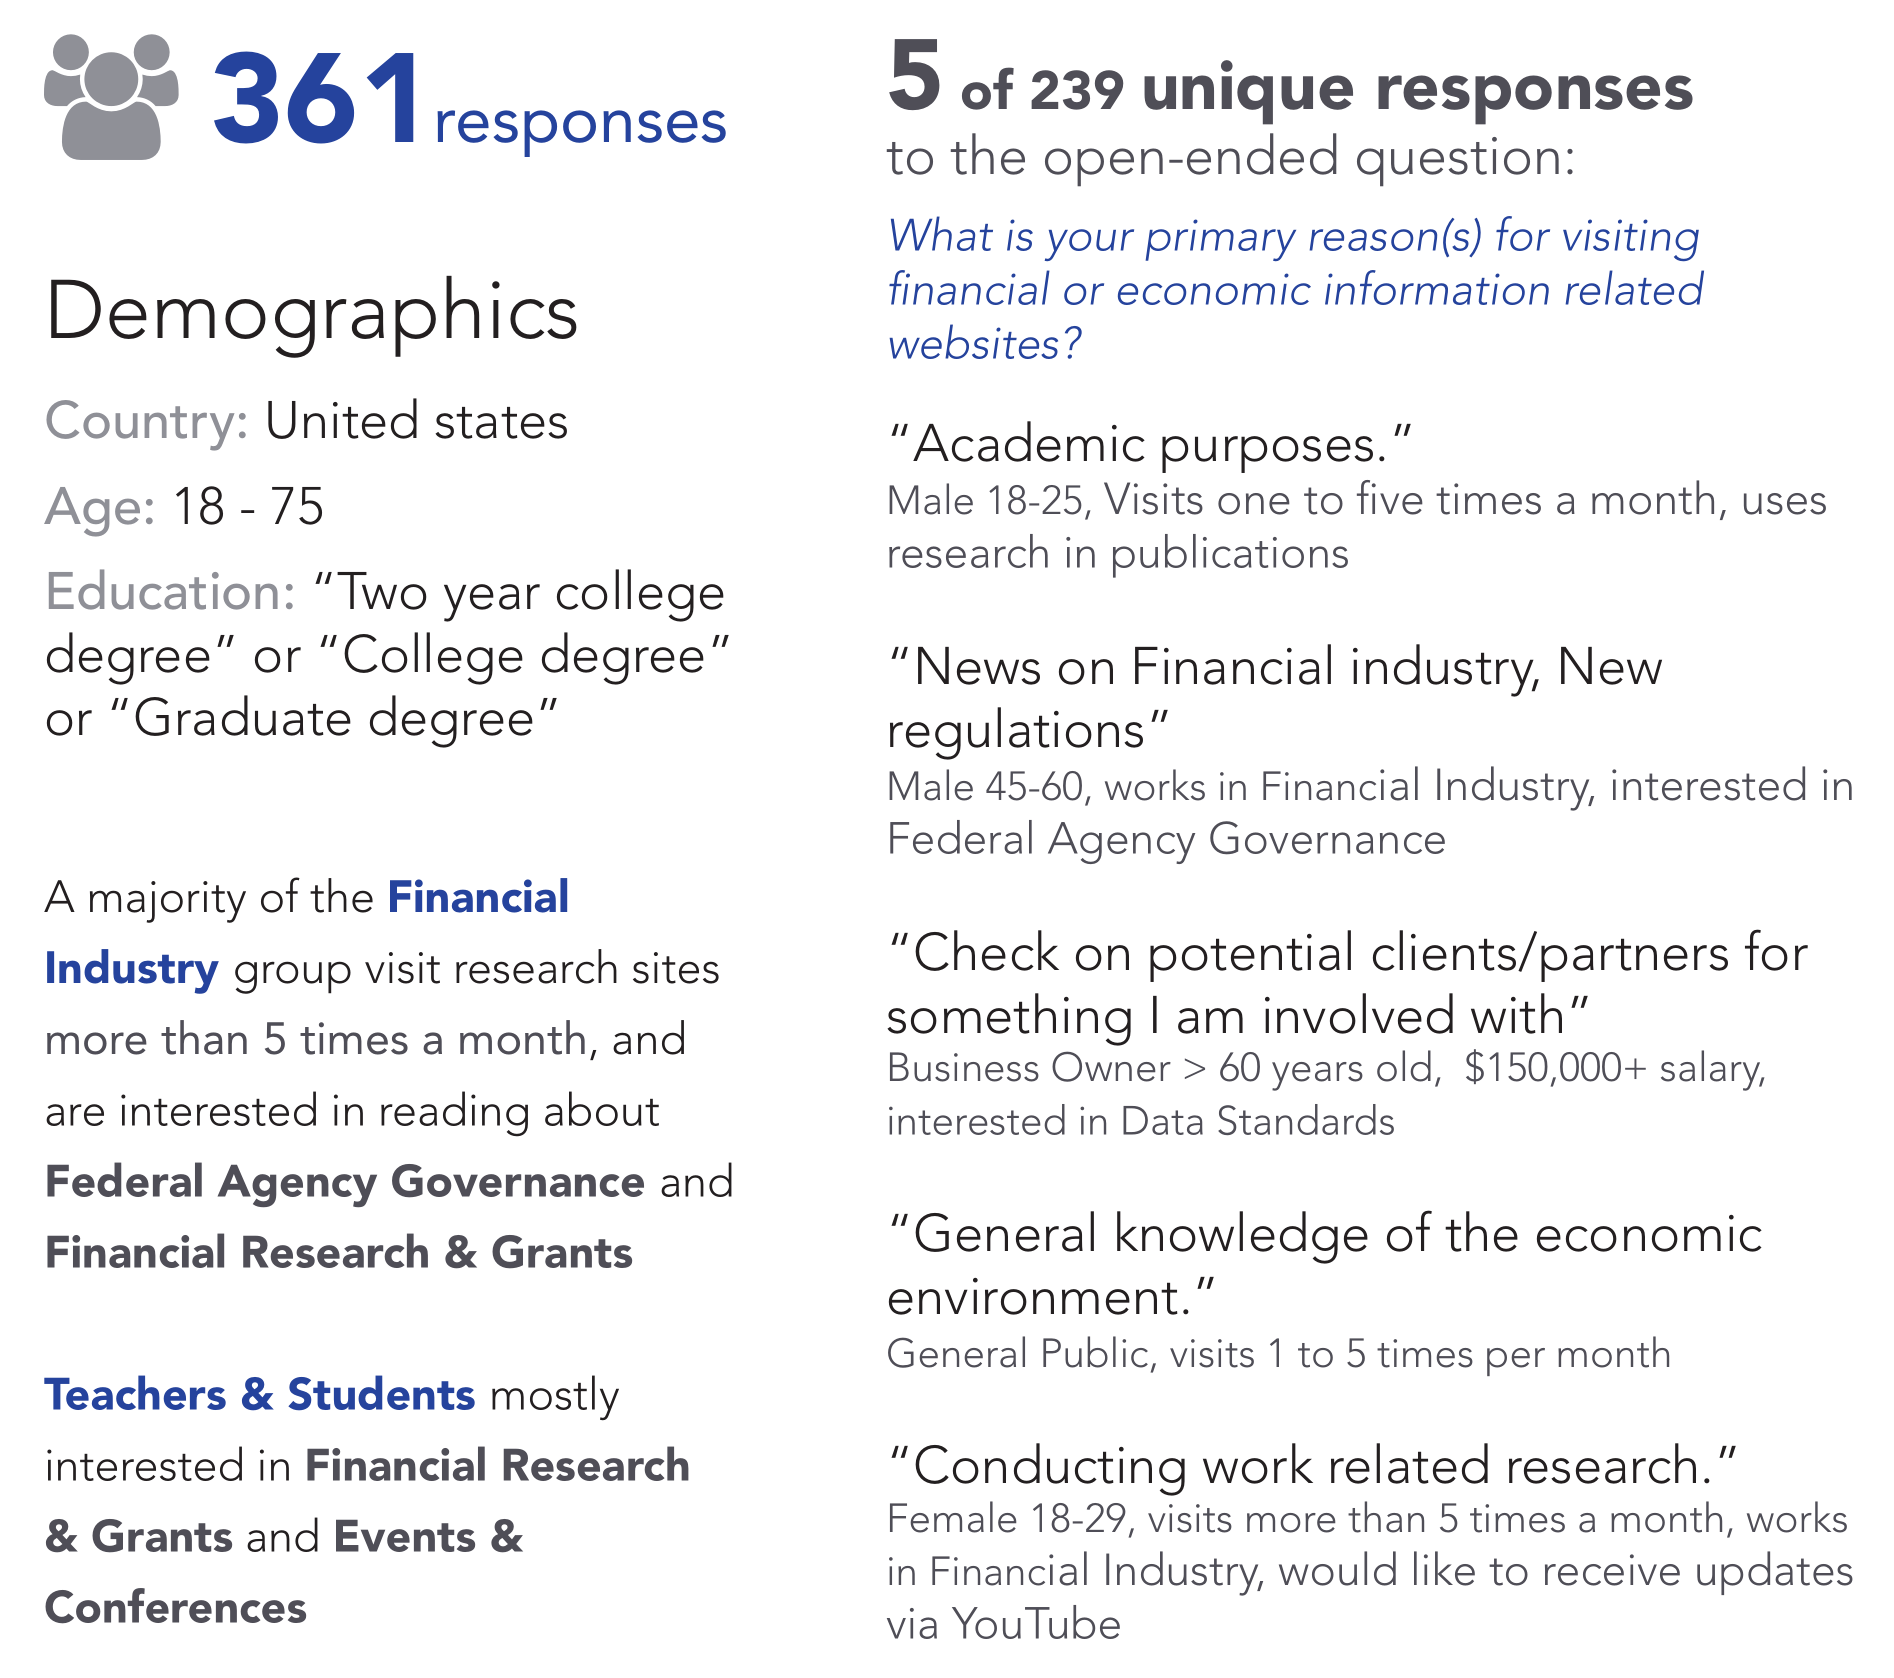 361 responses
Demographics
Country: United states
Age: 18 - 75
Education: “Two year college
degree” or “College degree”
or “Graduate degree”
A majority of the Financial
Industry group visit research sites
more than 5 times a month, and
are interested in reading about
Federal Agency Governance and
Financial Research & Grants
Teachers & Students mostly
interested in Financial Research
& Grants and Events &
Conferences
5 of 239 unique responses
to the open-ended question:
What is your primary reason(s) for visiting
financial or economic information related
websites?
“Academic purposes.”
Male 18-25, Visits one to five times a month, uses
research in publications
“News on Financial industry, New
regulations”
Male 45-60, works in Financial Industry, interested in
Federal Agency Governance
“Check on potential clients/partners for
something I am involved with”
Business Owner > 60 years old,  $150,000+ salary,
interested in Data Standards
“General knowledge of the economic
environment.”
General Public, visits 1 to 5 times per month
“Conducting work related research.”
Female 18-29, visits more than 5 times a month, works
in Financial Industry, would like to receive updates
via YouTube